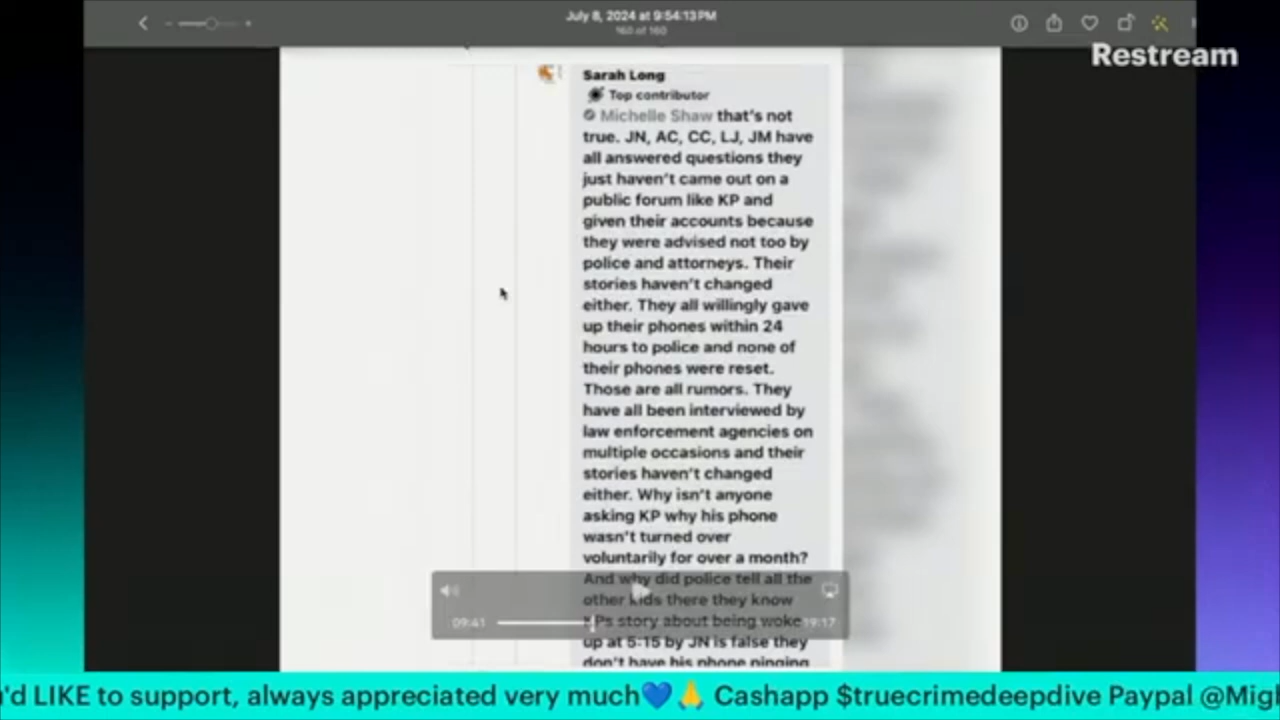 July 8, 2024 at 9:54:13 PM
160 of 160
Restream
Sarah Long
Top contributor
Michelle Shaw that's not
true. JN, AC, CC, LJ, JM have
all answered questions they
just haven't came out on a
public forum like KP and
given their accounts because
they were advised not too by
police and attorneys. Their
stories haven't changed
either. They all willingly gave
up their phones within 24
hours to police and none of
their phones were reset.
Those are all rumors. They
have all been interviewed by
law enforcement agencies on
multiple occasions and their
stories haven't changed
either. Why isn't anyone
asking KP why his phone
wasn't turned over
voluntarily for over a month?
And why did police tell all the
other kids there they know
KPs story about being woke
09:41
19:17
up at 5:15 by JN is false they
don't have his phone pinging
'd LIKE to support, always appreciated very much💙🙏 Cashapp $truecrimedeepdive Paypal @Mig